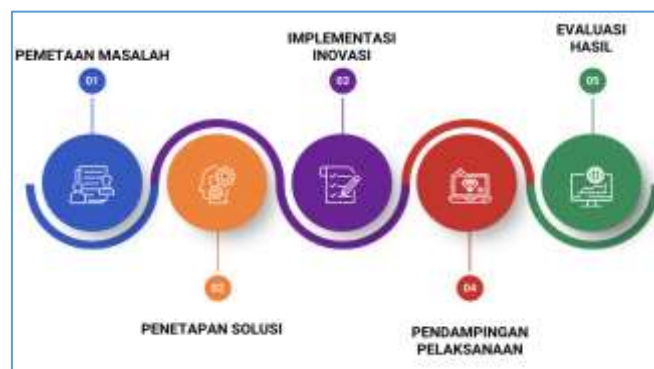 PEMETAAN MASALAH
01
02
PENETAPAN SOLUSI
IMPLEMENTASI
INOVASI
03
04
PENDAMPINGAN
PELAKSANAAN
EVALUASI
HASIL
05